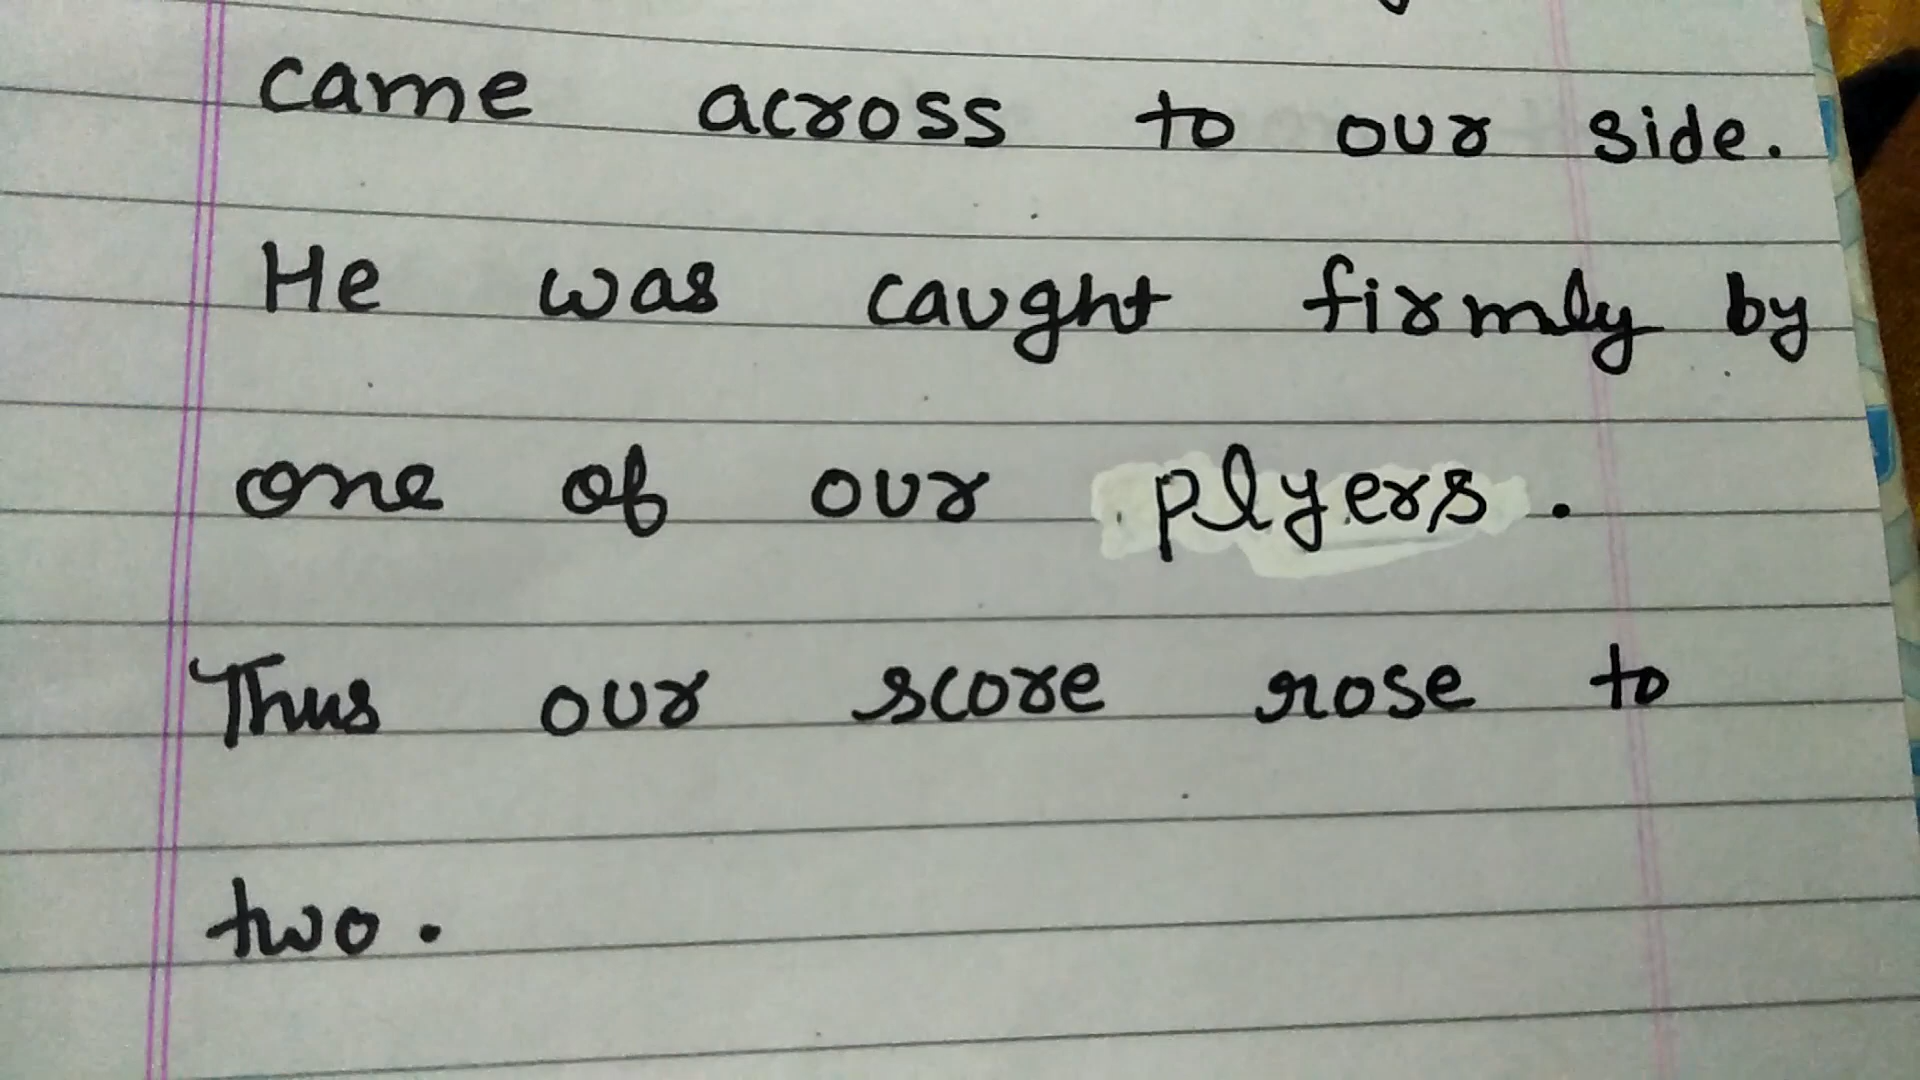 came across to our side.
He was caught firmly by
one of our plyers.
Thus our score rose to
two.